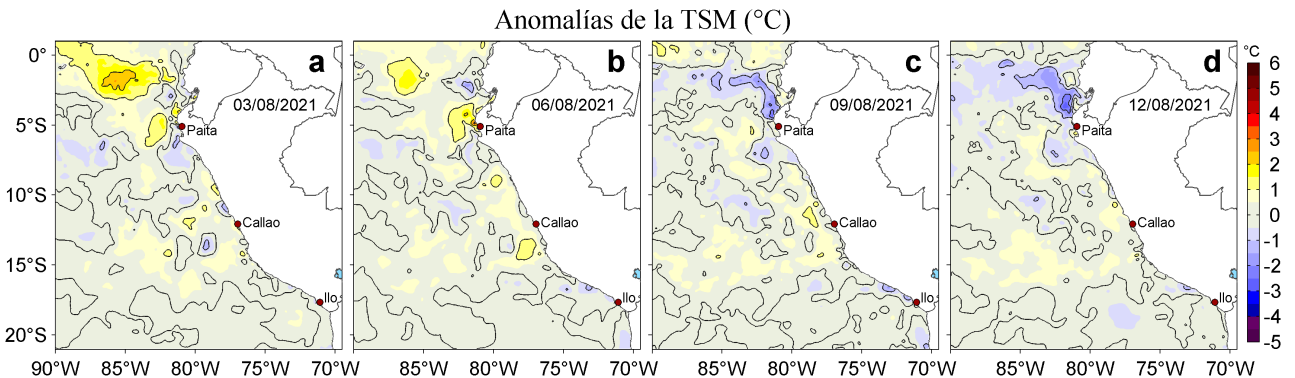 Anomalías de la TSM (°C)
a
b
c
d
°C
03/08/2021
06/08/2021
09/08/2021
12/08/2021
Paita
Paita
Paita
Paita
Callao
Callao
Callao
Callao
Ilo
Ilo
Ilo
Ilo
0°
5°S
10°S
15°S
20°S
90°W 85°W 80°W 75°W 70°W
85°W 80°W 75°W 70°W
85°W 80°W 75°W 70°W
85°W 80°W 75°W 70°W
6
5
4
3
2
1
0
-1
-2
-3
-4
-5